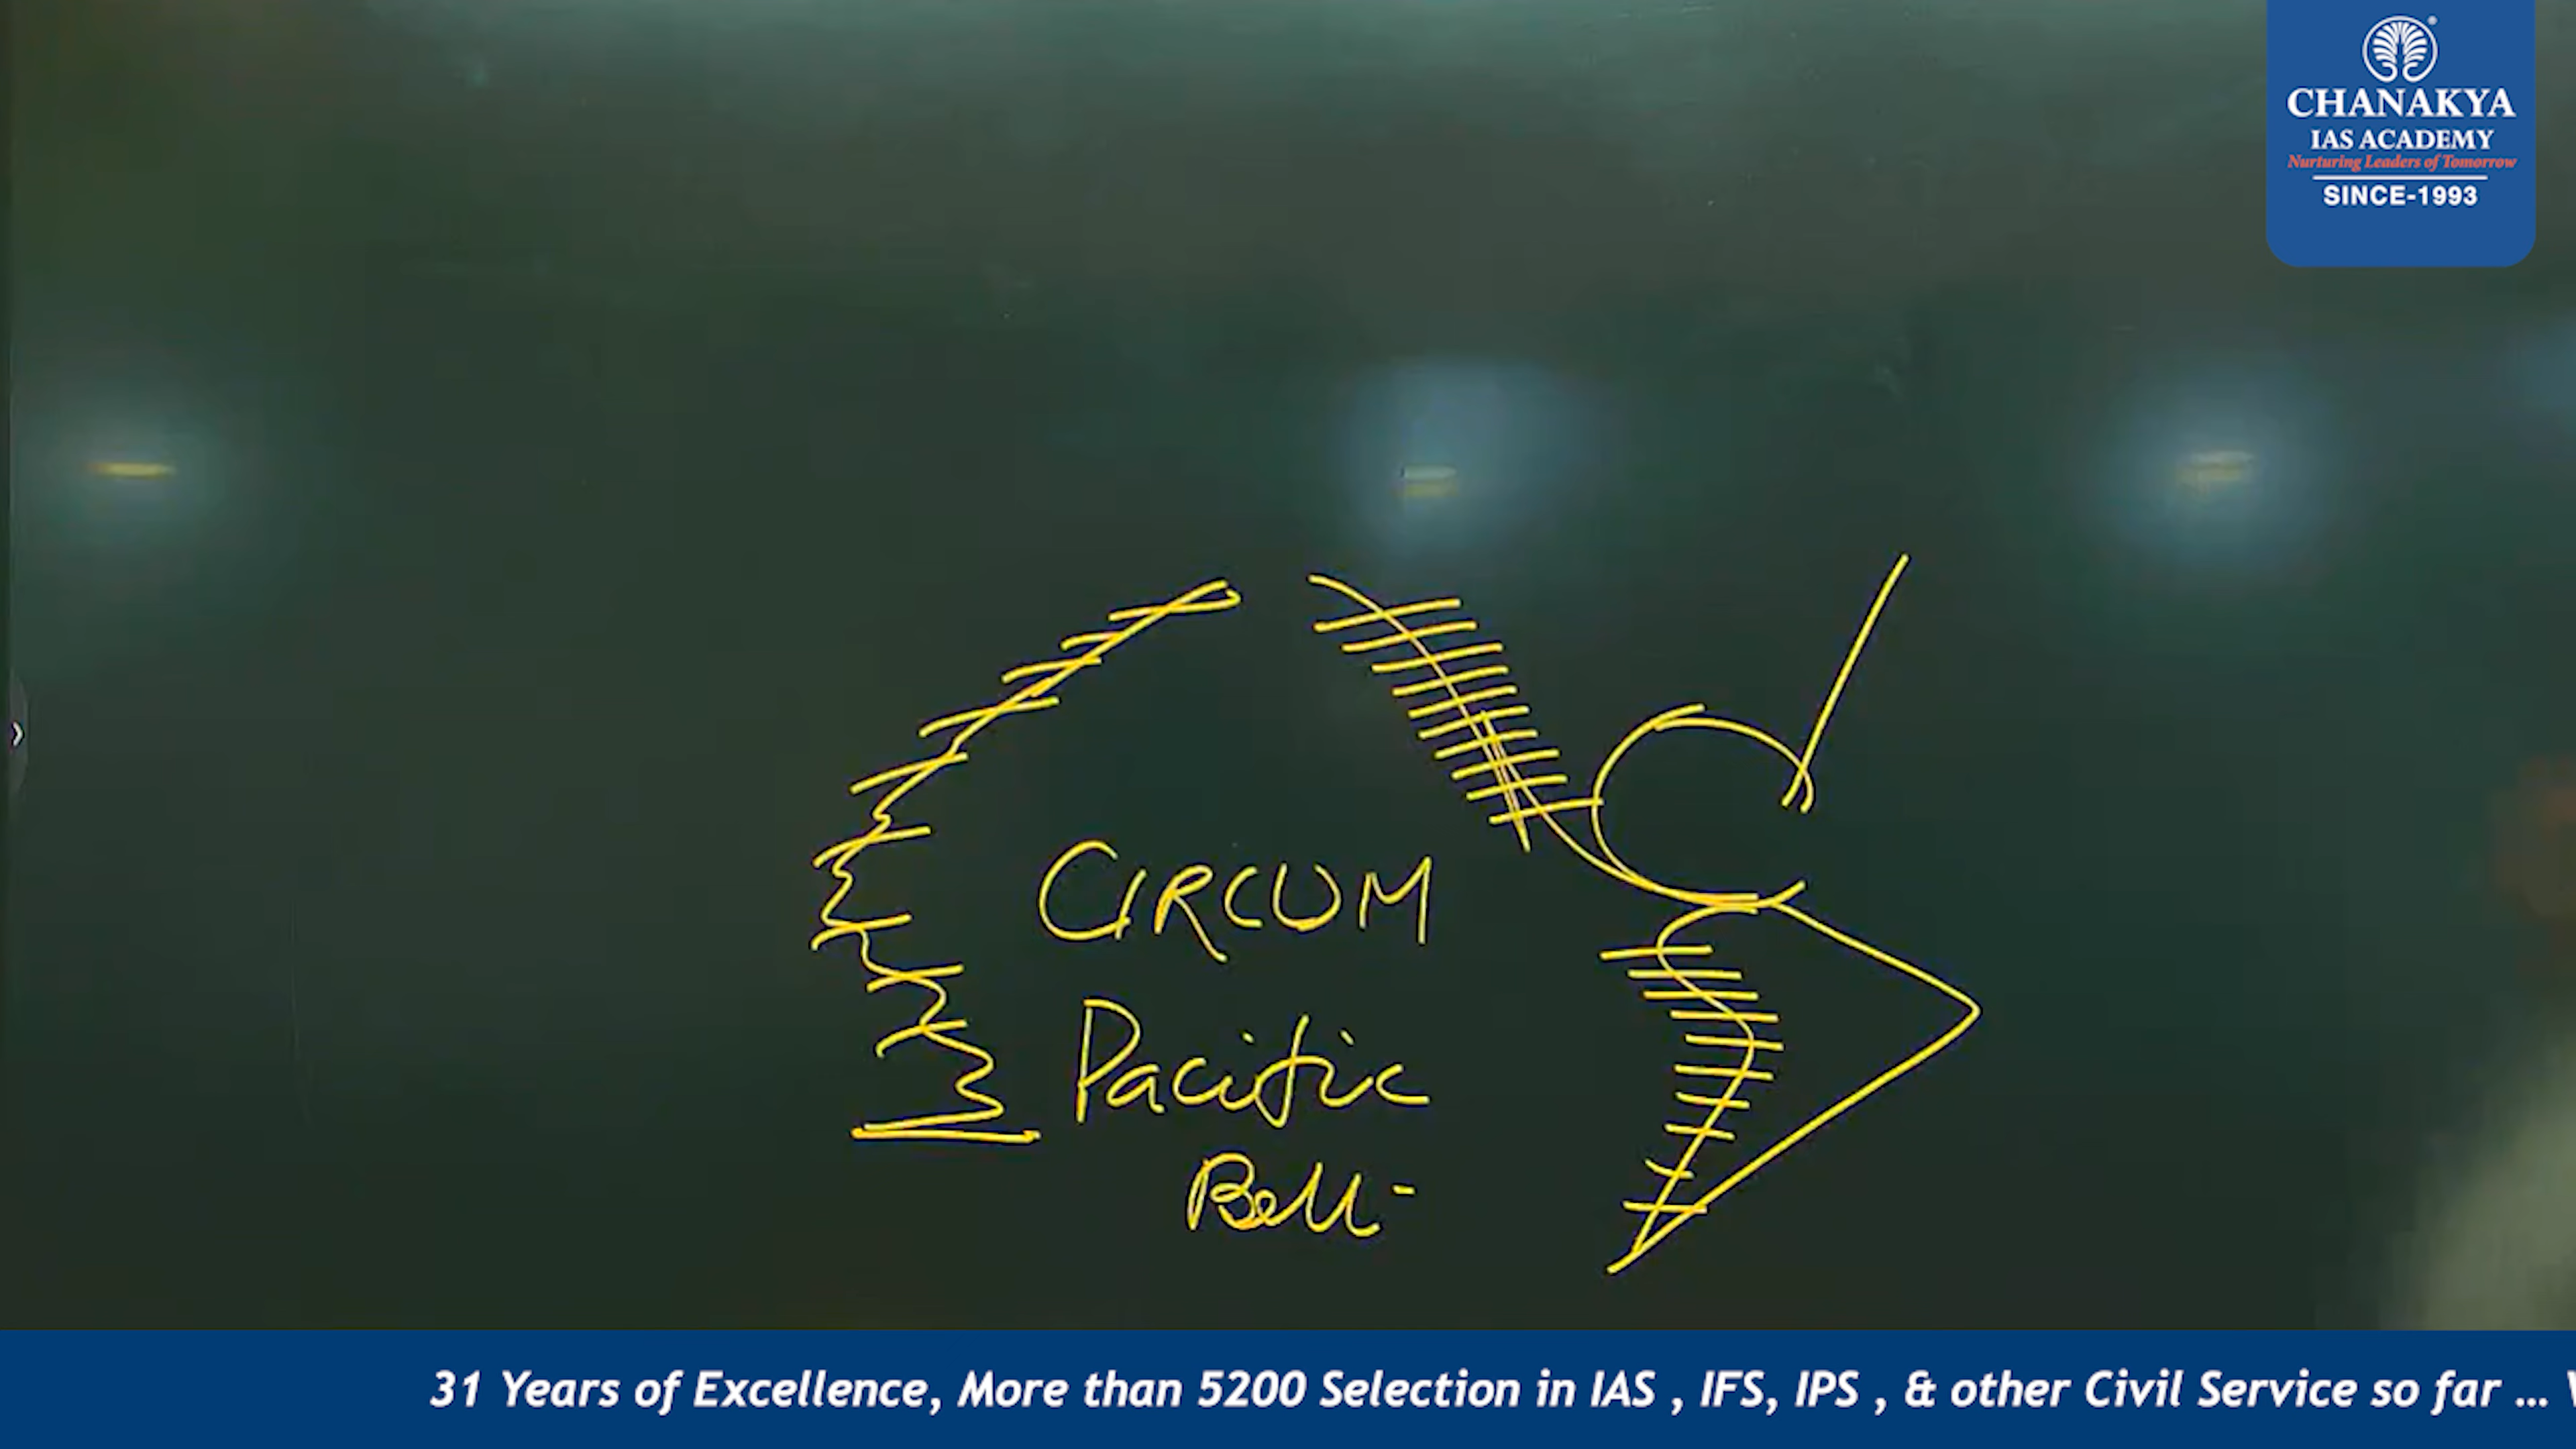 CHANAKYA
IAS ACADEMY
Nurturing Leaders of Tomorrow
SINCE-1993
CIRCUM
Pacific
Belt
31 Years of Excellence, More than 5200 Selection in IAS , IFS, IPS , & other Civil Service so far ...